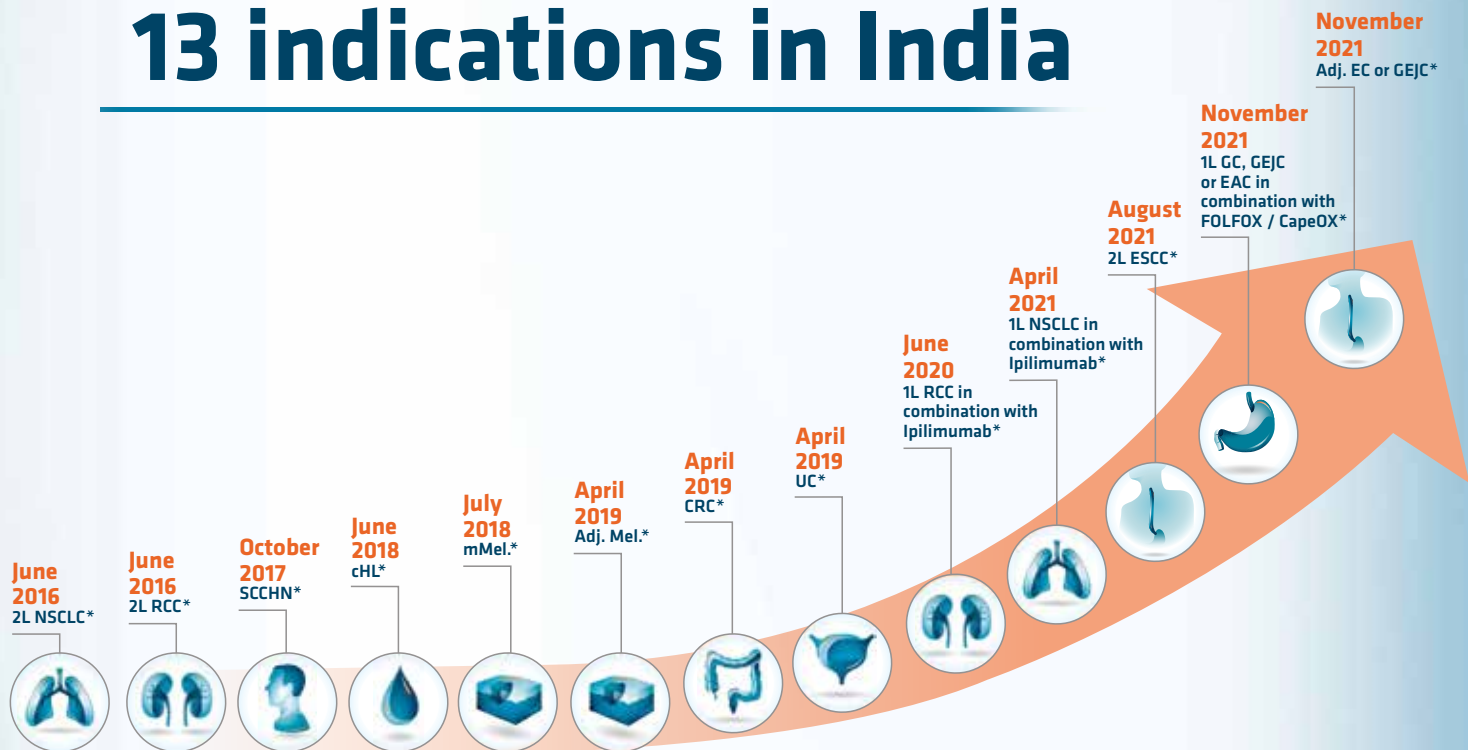 13 indications in India
June
2016
2L NSCLC*
June
2016
2L RCC*
October
2017
SCCHN*
June
2018
cHL*
July
2018
mMel.*
April
2019
Adj. Mel.*
April
2019
CRC*
April
2019
UC*
June
2020
1L RCC in
combination with
Ipilimumab*
April
2021
1L NSCLC in
combination with
Ipilimumab*
August
2021
2L ESCC*
November
2021
1L GC, GEJC
or EAC in
combination with
FOLFOX / CapeOX*
November
2021
Adj. EC or GEJC*